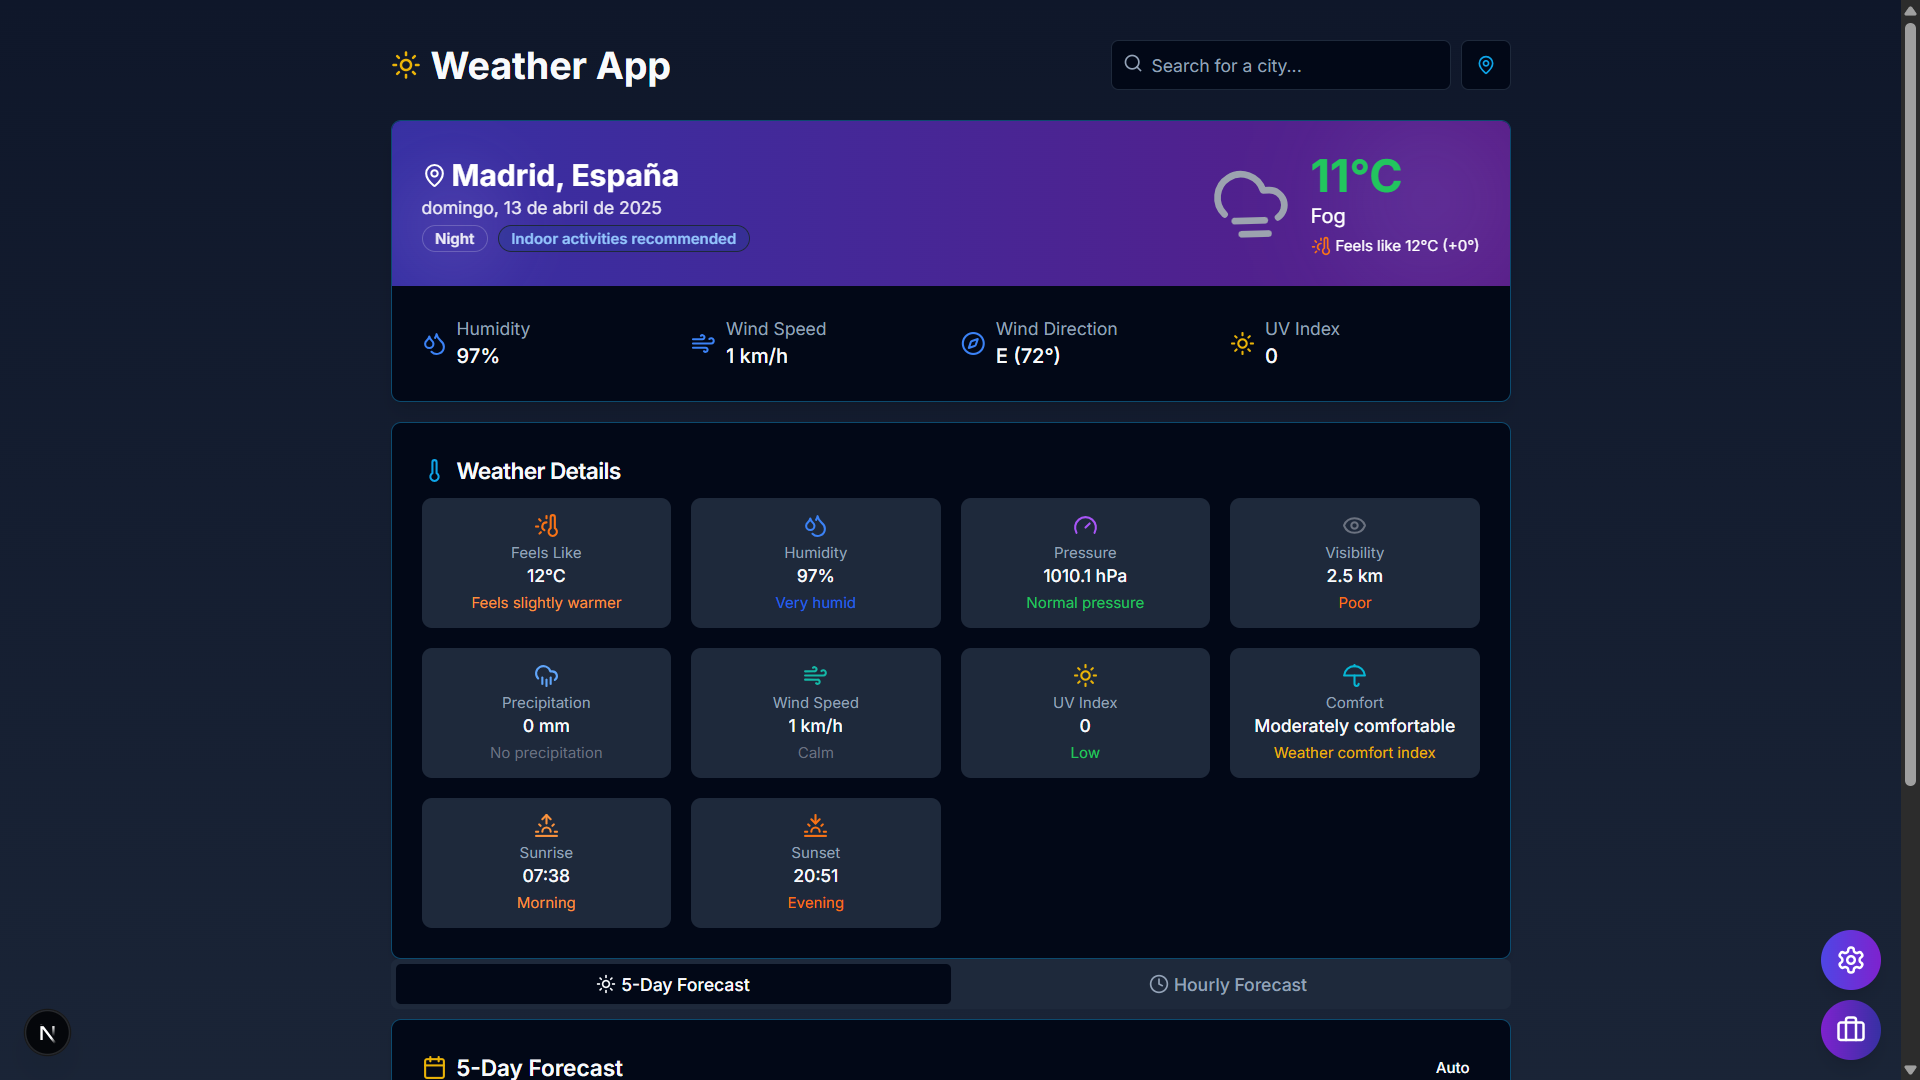 Weather App
Search for a city...
Madrid, España
domingo, 13 de abril de 2025
Night
Indoor activities recommended
11°C
Fog
Feels like 12°C (+0°)
Humidity
97%
Wind Speed
1 km/h
Wind Direction
E (72°)
UV Index
0
Weather Details
Feels Like
12°C
Feels slightly warmer
Humidity
97%
Very humid
Pressure
1010.1 hPa
Normal pressure
Visibility
2.5 km
Poor
Precipitation
0 mm
No precipitation
Wind Speed
1 km/h
Calm
UV Index
0
Low
Comfort
Moderately comfortable
Weather comfort index
Sunrise
07:38
Morning
Sunset
20:51
Evening
5-Day Forecast
Hourly Forecast
5-Day Forecast
Auto
N